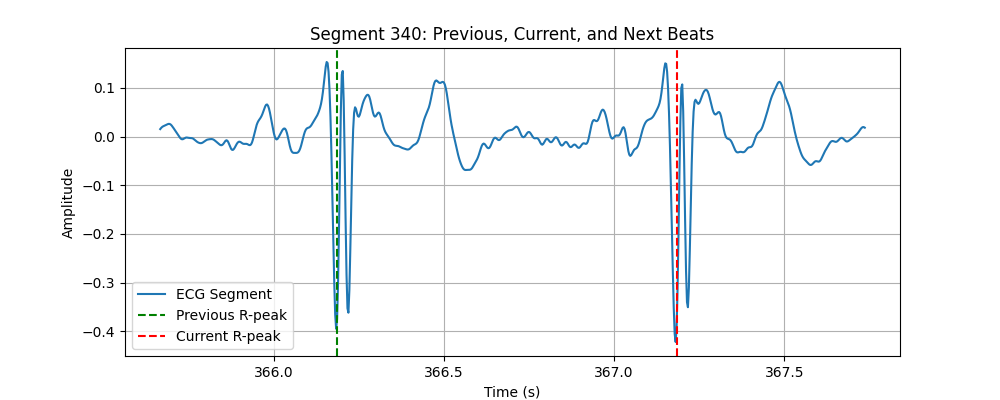 Segment 340: Previous, Current, and Next Beats
Amplitude
0.1
0.0
−0.1
−0.2
−0.3
−0.4
ECG Segment
Previous R-peak
Current R-peak
366.0 366.5 367.0 367.5
Time (s)